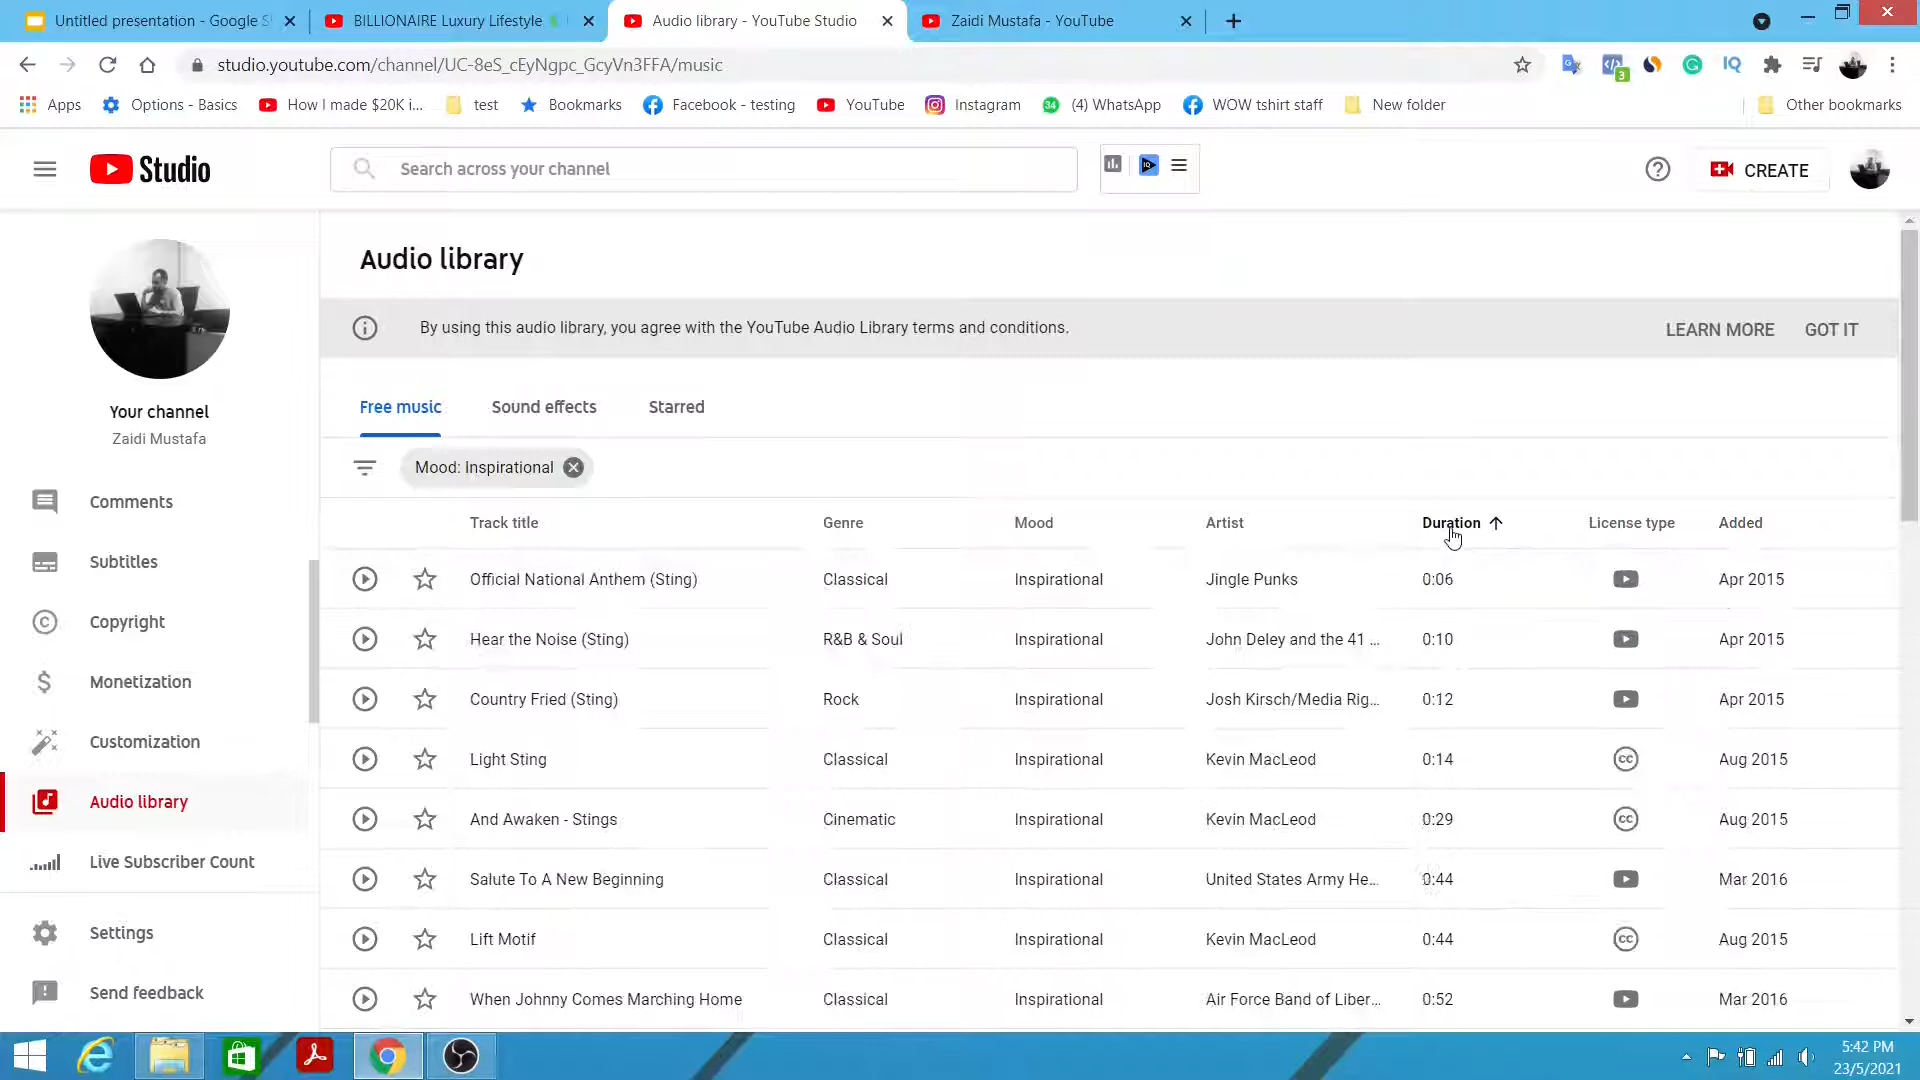 Untitled presentation - Google S
BILLIONAIRE Luxury Lifestyle
Audio library - YouTube Studio
Zaidi Mustafa - YouTube
studio.youtube.com/channel/UC-8eS_cEyNgpc_GcyVn3FFA/music
3
IQ
Apps
Options - Basics
How I made $20K i...
test
Bookmarks
Facebook - testing
YouTube
Instagram
34
(4) WhatsApp
WOW tshirt staff
New folder
Other bookmarks
Studio
Search across your channel
IQ
CREATE
Your channel
Zaidi Mustafa
Comments
Subtitles
Copyright
Monetization
Customization
Audio library
Live Subscriber Count
Settings
Send feedback
Audio library
By using this audio library, you agree with the YouTube Audio Library terms and conditions.
LEARN MORE GOT IT
Free music Sound effects Starred
Mood: Inspirational
Track title Genre Mood Artist Duration License type Added
Official National Anthem (Sting) Classical Inspirational Jingle Punks 0:06 Apr 2015
Hear the Noise (Sting) R&B & Soul Inspirational John Deley and the 41 ... 0:10 Apr 2015
Country Fried (Sting) Rock Inspirational Josh Kirsch/Media Rig... 0:12 Apr 2015
Light Sting Classical Inspirational Kevin MacLeod 0:14 cc Aug 2015
And Awaken - Stings Cinematic Inspirational Kevin MacLeod 0:29 cc Aug 2015
Salute To A New Beginning Classical Inspirational United States Army He... 0:44 Mar 2016
Lift Motif Classical Inspirational Kevin MacLeod 0:44 cc Aug 2015
When Johnny Comes Marching Home Classical Inspirational Air Force Band of Liber... 0:52 Mar 2016
5:42 PM
23/5/2021